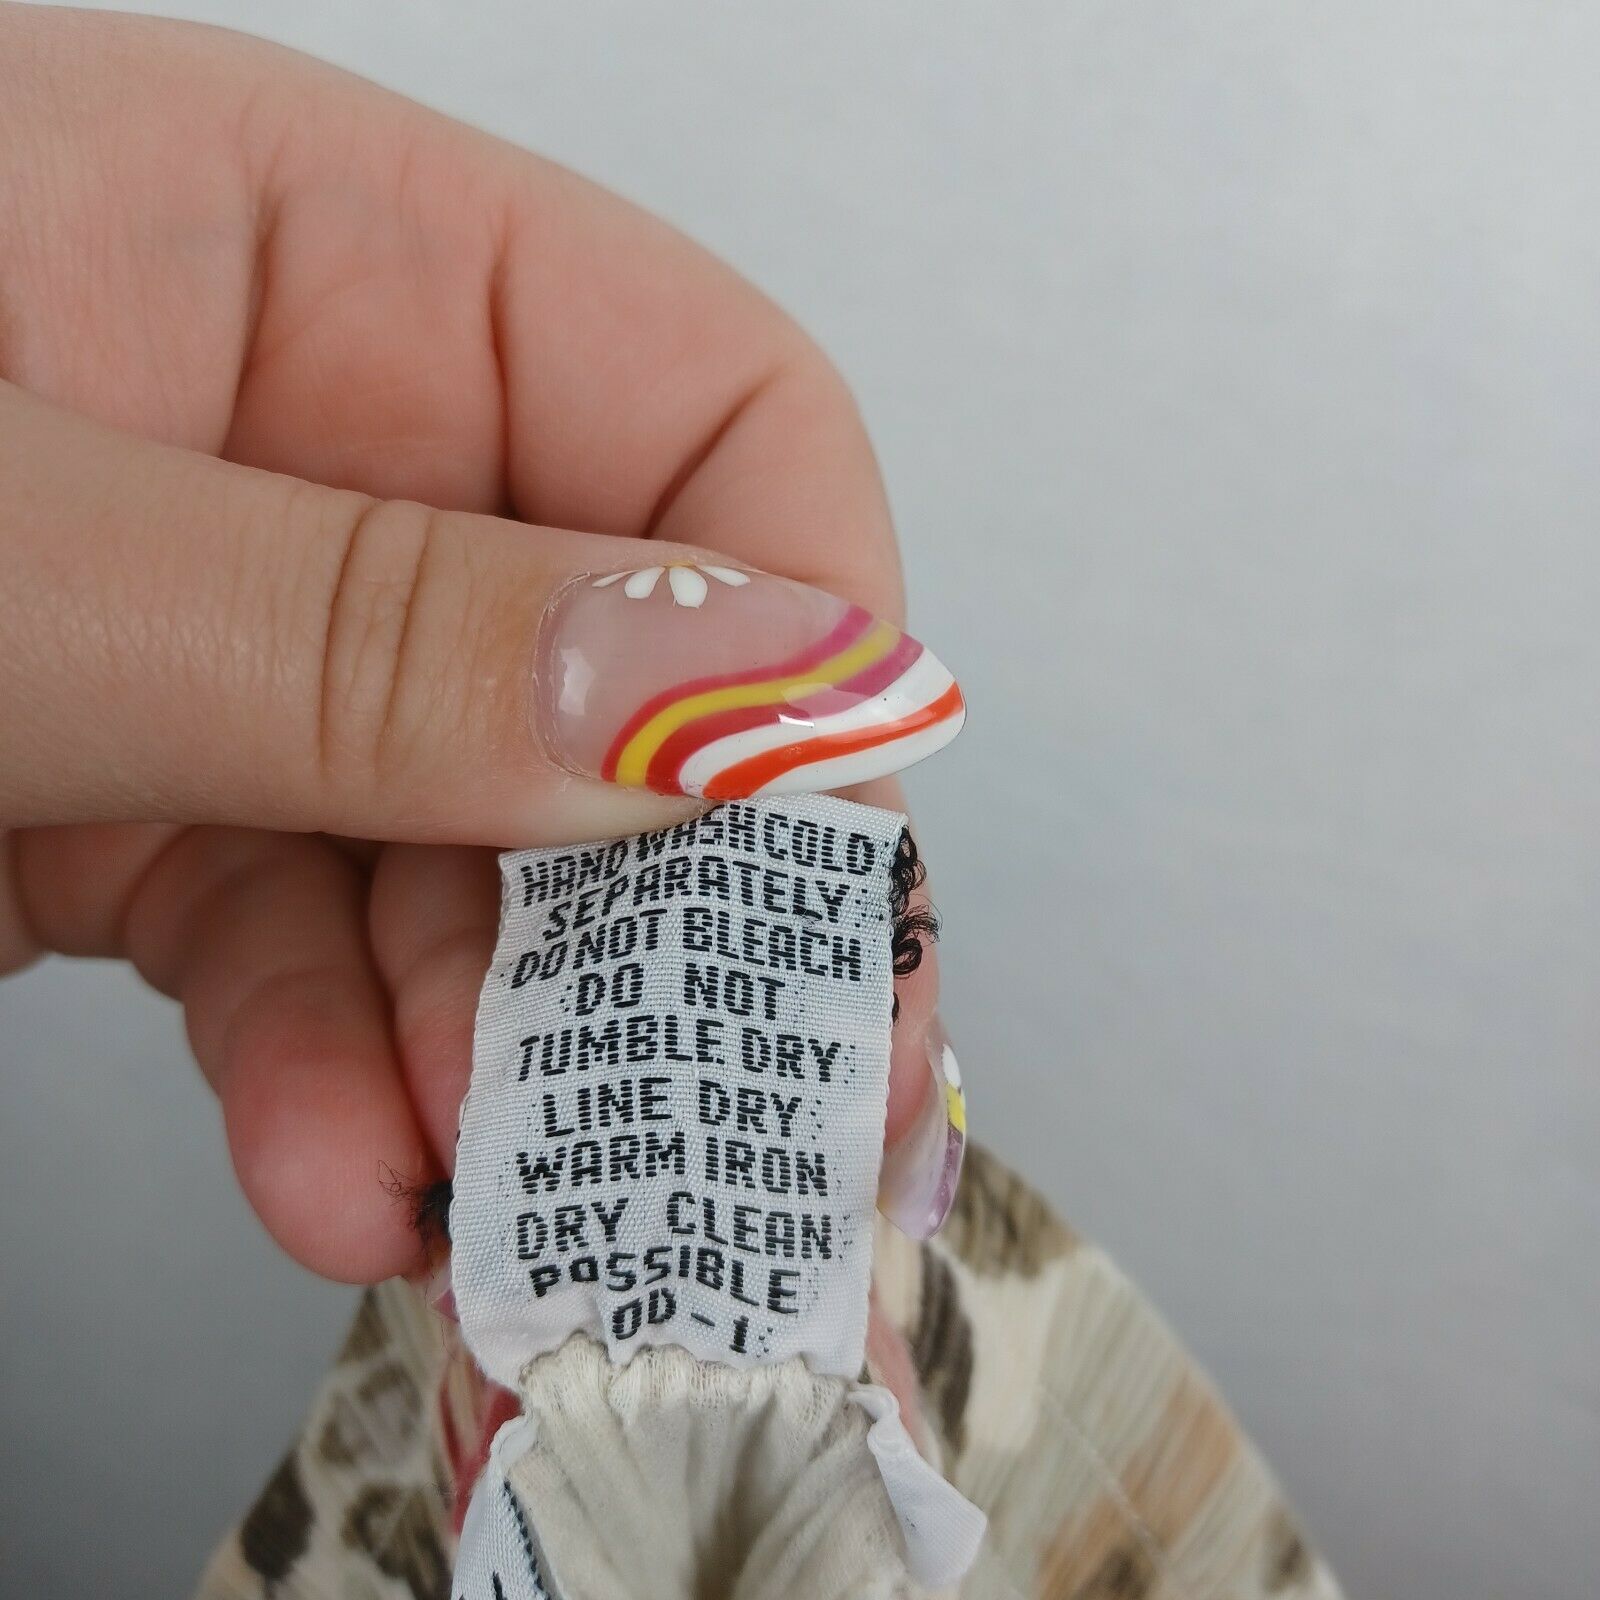 HAND WASH COLD
SEPARATELY
DO NOT BLEACH
DO NOT
TUMBLE DRY
LINE DRY
WARM IRON
DRY CLEAN
POSSIBLE
OD-1